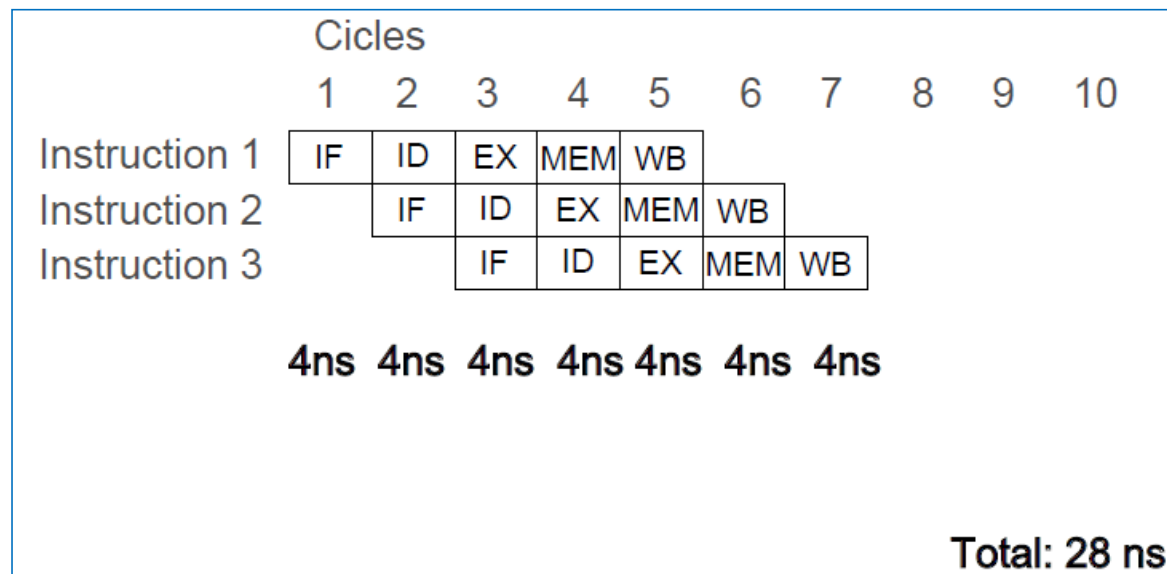 Cicles
1 2 3 4 5 6 7 8 9 10
Instruction 1 IF ID EX MEM WB
Instruction 2 IF ID EX MEM WB
Instruction 3 IF ID EX MEM WB
4ns 4ns 4ns 4ns 4ns 4ns 4ns
Total: 28 ns